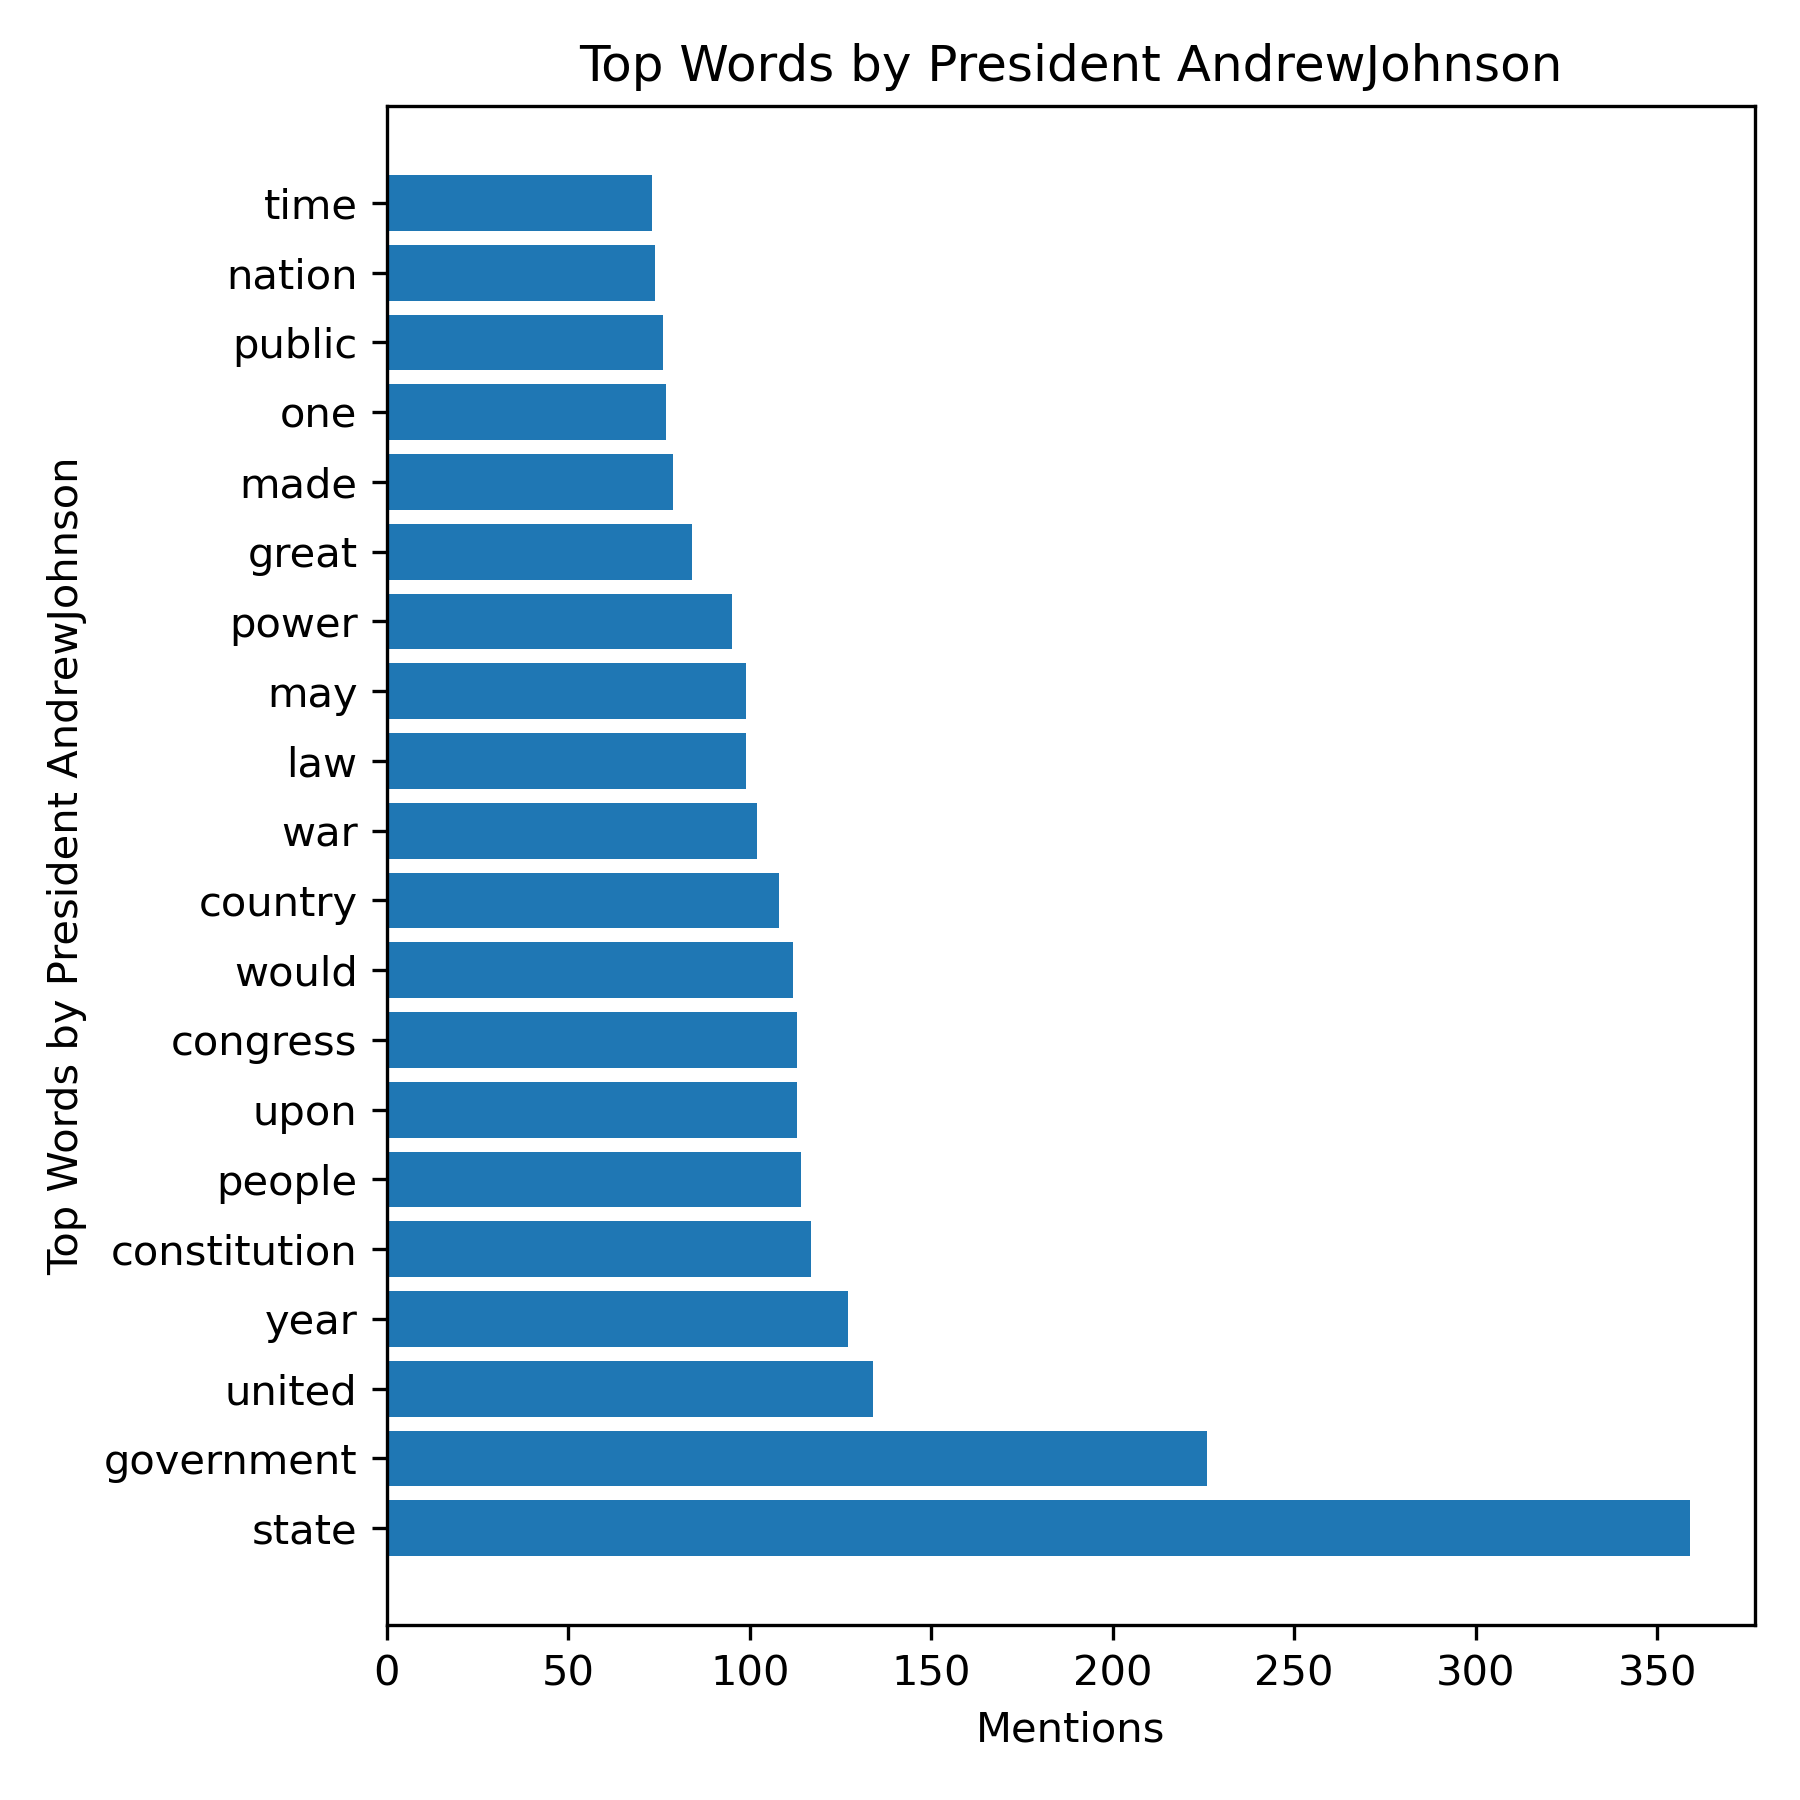 Top Words by President AndrewJohnson
Top Words by President AndrewJohnson
time
nation
public
one
made
great
power
may
law
war
country
would
congress
upon
people
constitution
year
united
government
state
0 50 100 150 200 250 300 350
Mentions